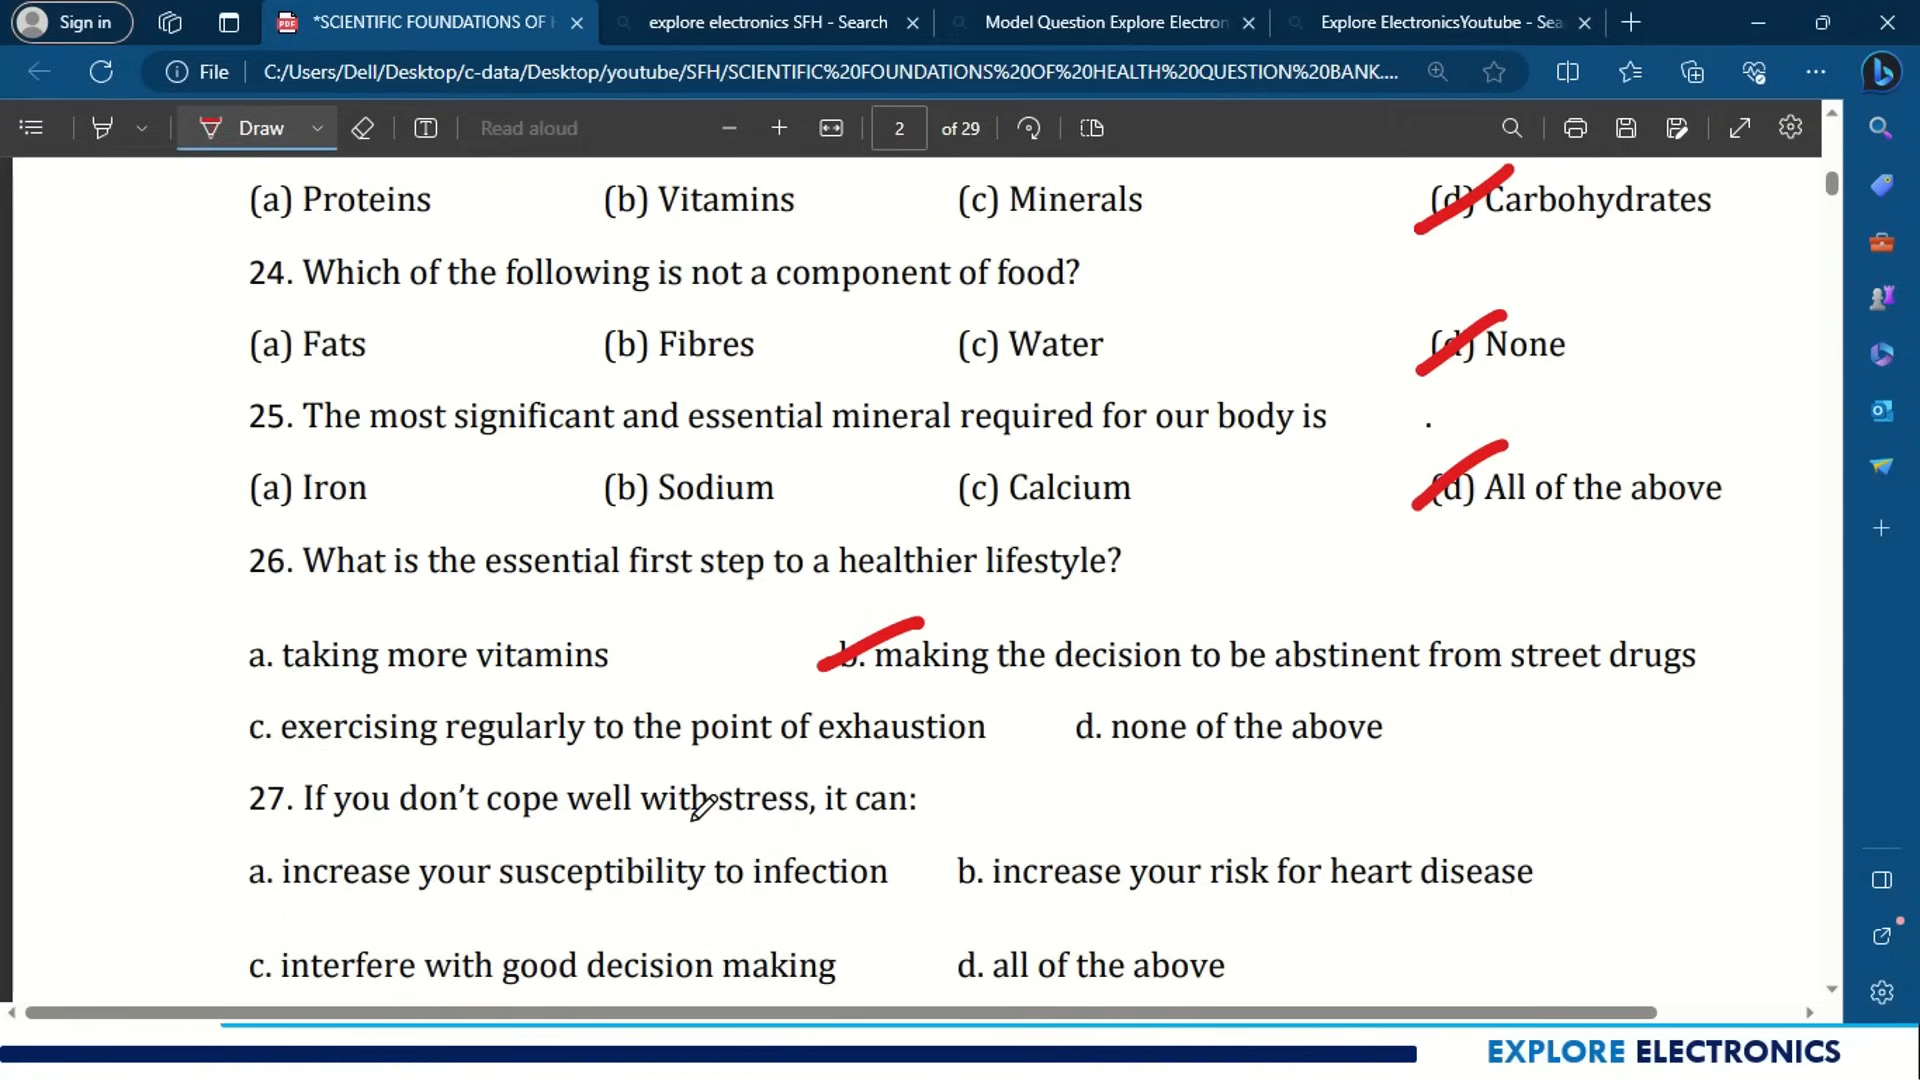 Sign in
*SCIENTIFIC FOUNDATIONS OF
explore electronics SFH - Search
Model Question Explore Electron
Explore ElectronicsYoutube - Sea
File
C:/Users/Dell/Desktop/c-data/Desktop/youtube/SFH/SCIENTIFIC%20FOUNDATIONS%20OF%20HEALTH%20QUESTION%20BANK....
Draw
Read aloud
2
of 29
(a) Proteins (b) Vitamins (c) Minerals (d) Carbohydrates
24. Which of the following is not a component of food?
(a) Fats (b) Fibres (c) Water (d) None
25. The most significant and essential mineral required for our body is .
(a) Iron (b) Sodium (c) Calcium (d) All of the above
26. What is the essential first step to a healthier lifestyle?
a. taking more vitamins b. making the decision to be abstinent from street drugs
c. exercising regularly to the point of exhaustion d. none of the above
27. If you don’t cope well with stress, it can:
a. increase your susceptibility to infection b. increase your risk for heart disease
c. interfere with good decision making d. all of the above
EXPLORE ELECTRONICS